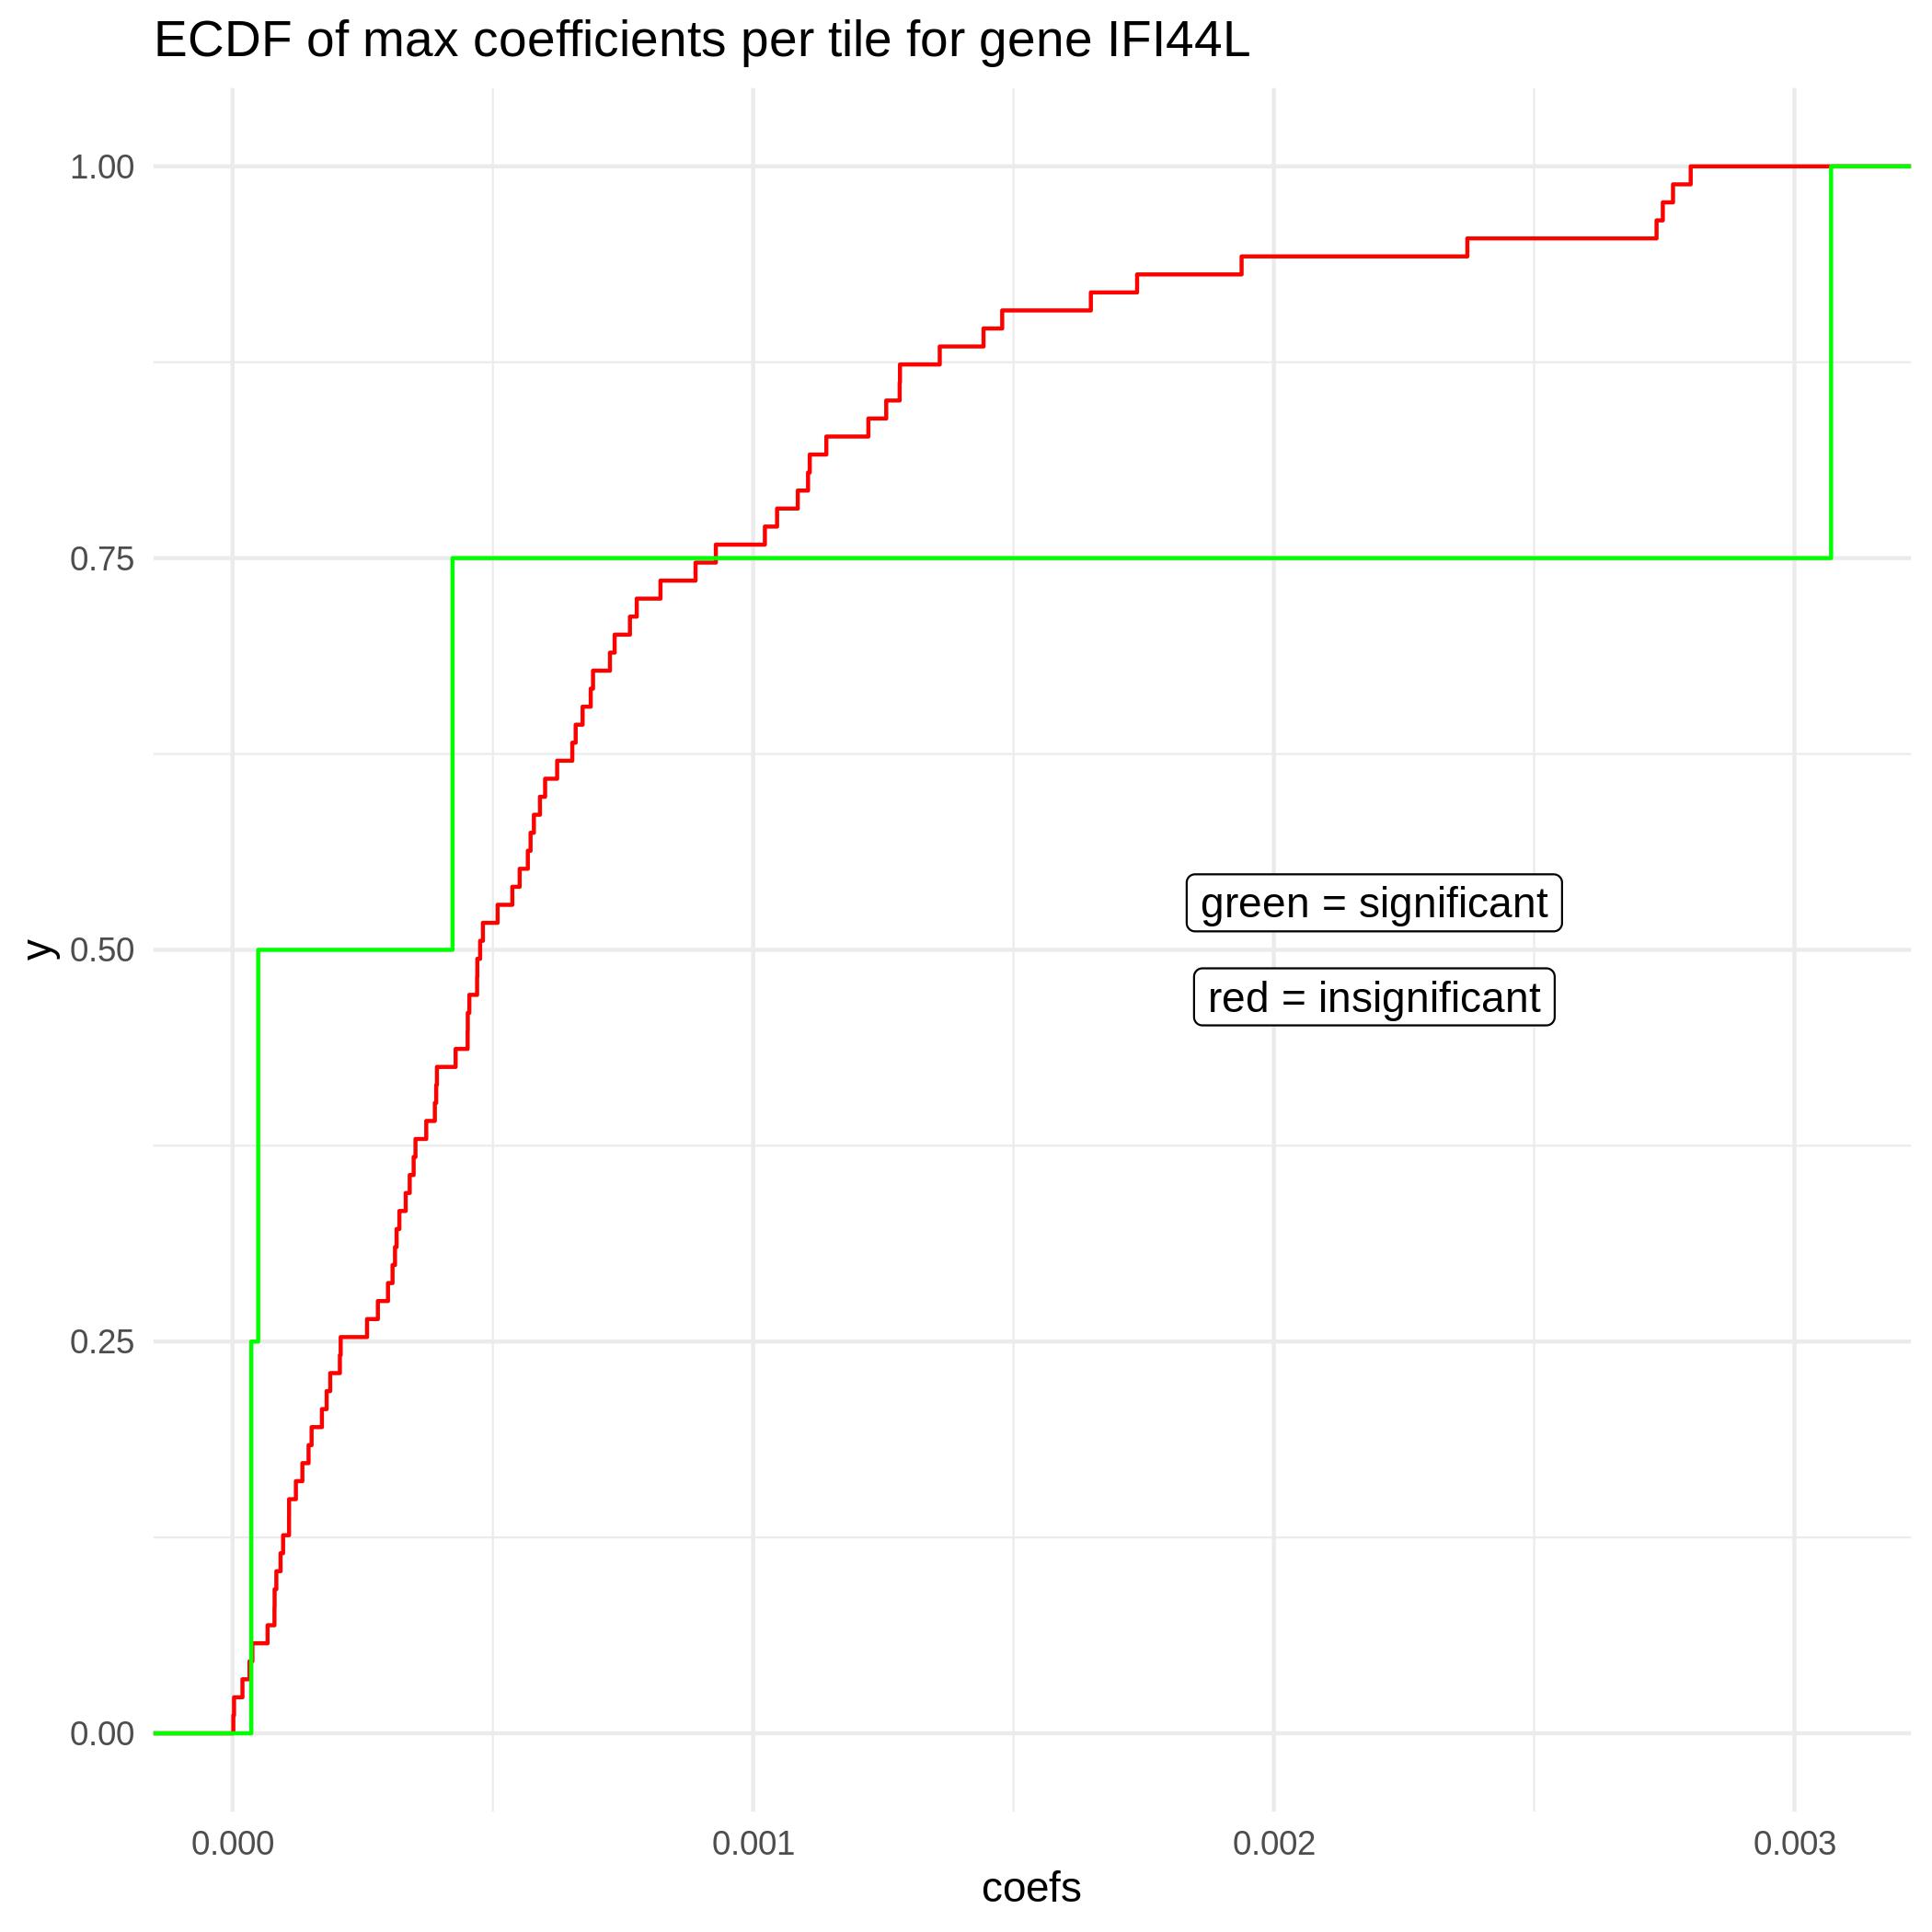 ECDF of max coefficients per tile for gene IFI44L
1.00
0.75
0.50
0.25
0.00
y
green = significant
red = insignificant
0.000 0.001 0.002 0.003
coefs